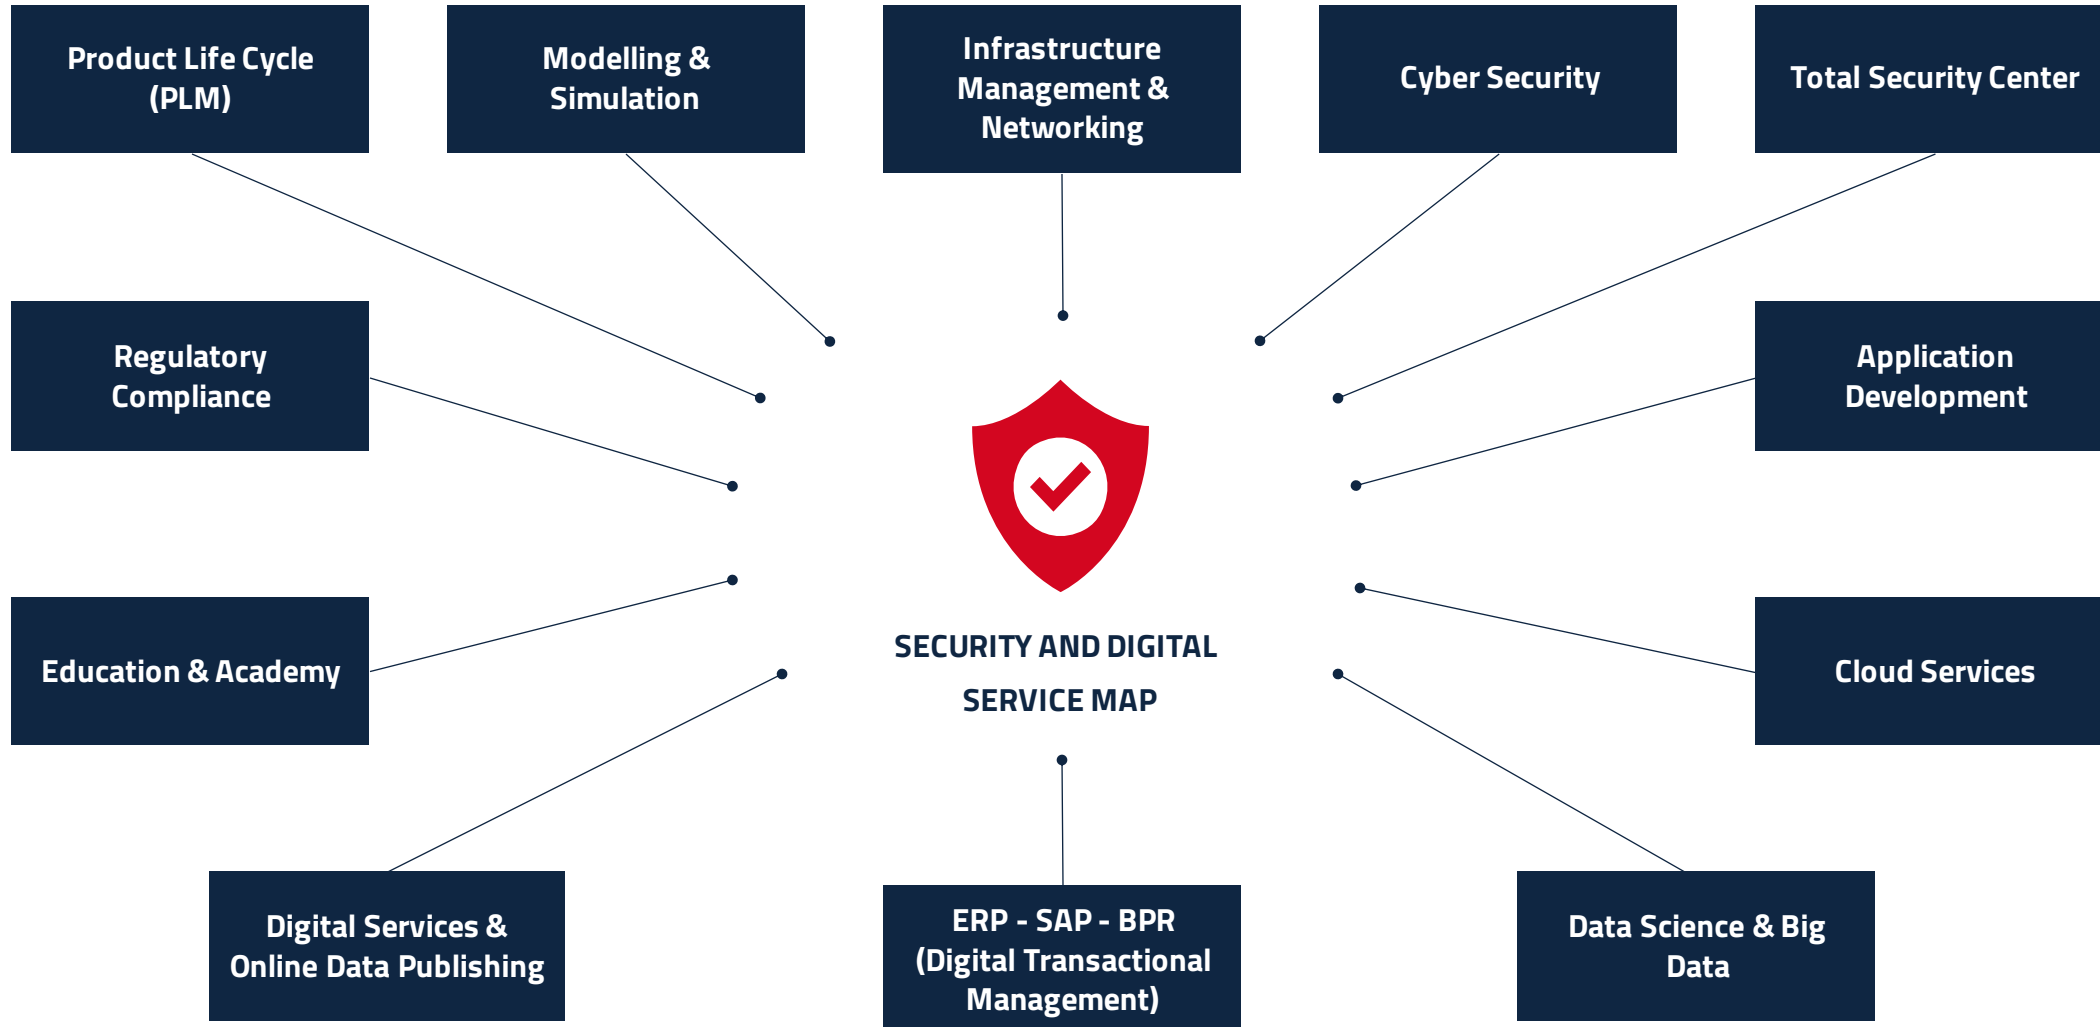 Product Life Cycle
(PLM)
Modelling &
Simulation
Infrastructure
Management &
Networking
Cyber Security
Total Security Center
Regulatory
Compliance
Application
Development
Education & Academy
SECURITY AND DIGITAL
SERVICE MAP
Cloud Services
Digital Services &
Online Data Publishing
ERP - SAP - BPR
(Digital Transactional
Management)
Data Science & Big
Data